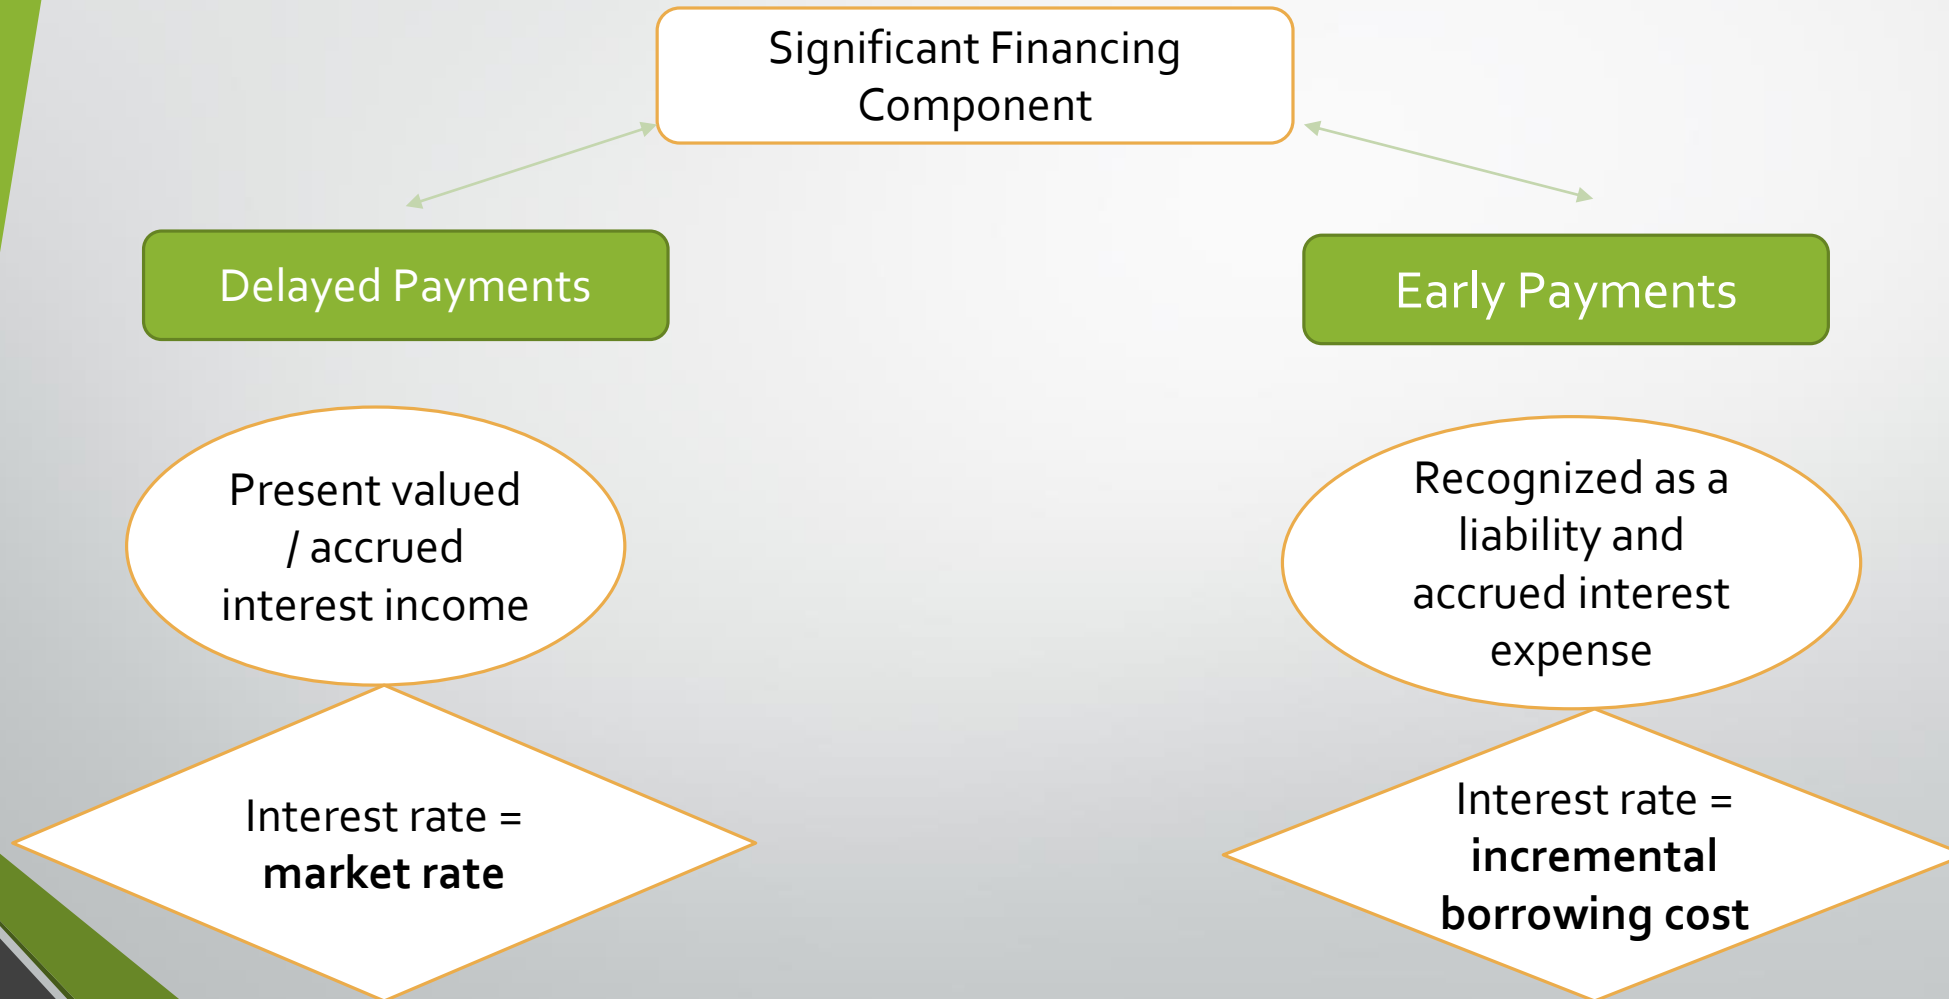 Significant Financing
Component
Delayed Payments
Early Payments
Present valued
/ accrued
interest income
Recognized as a
liability and
accrued interest
expense
Interest rate =
market rate
Interest rate =
incremental
borrowing cost